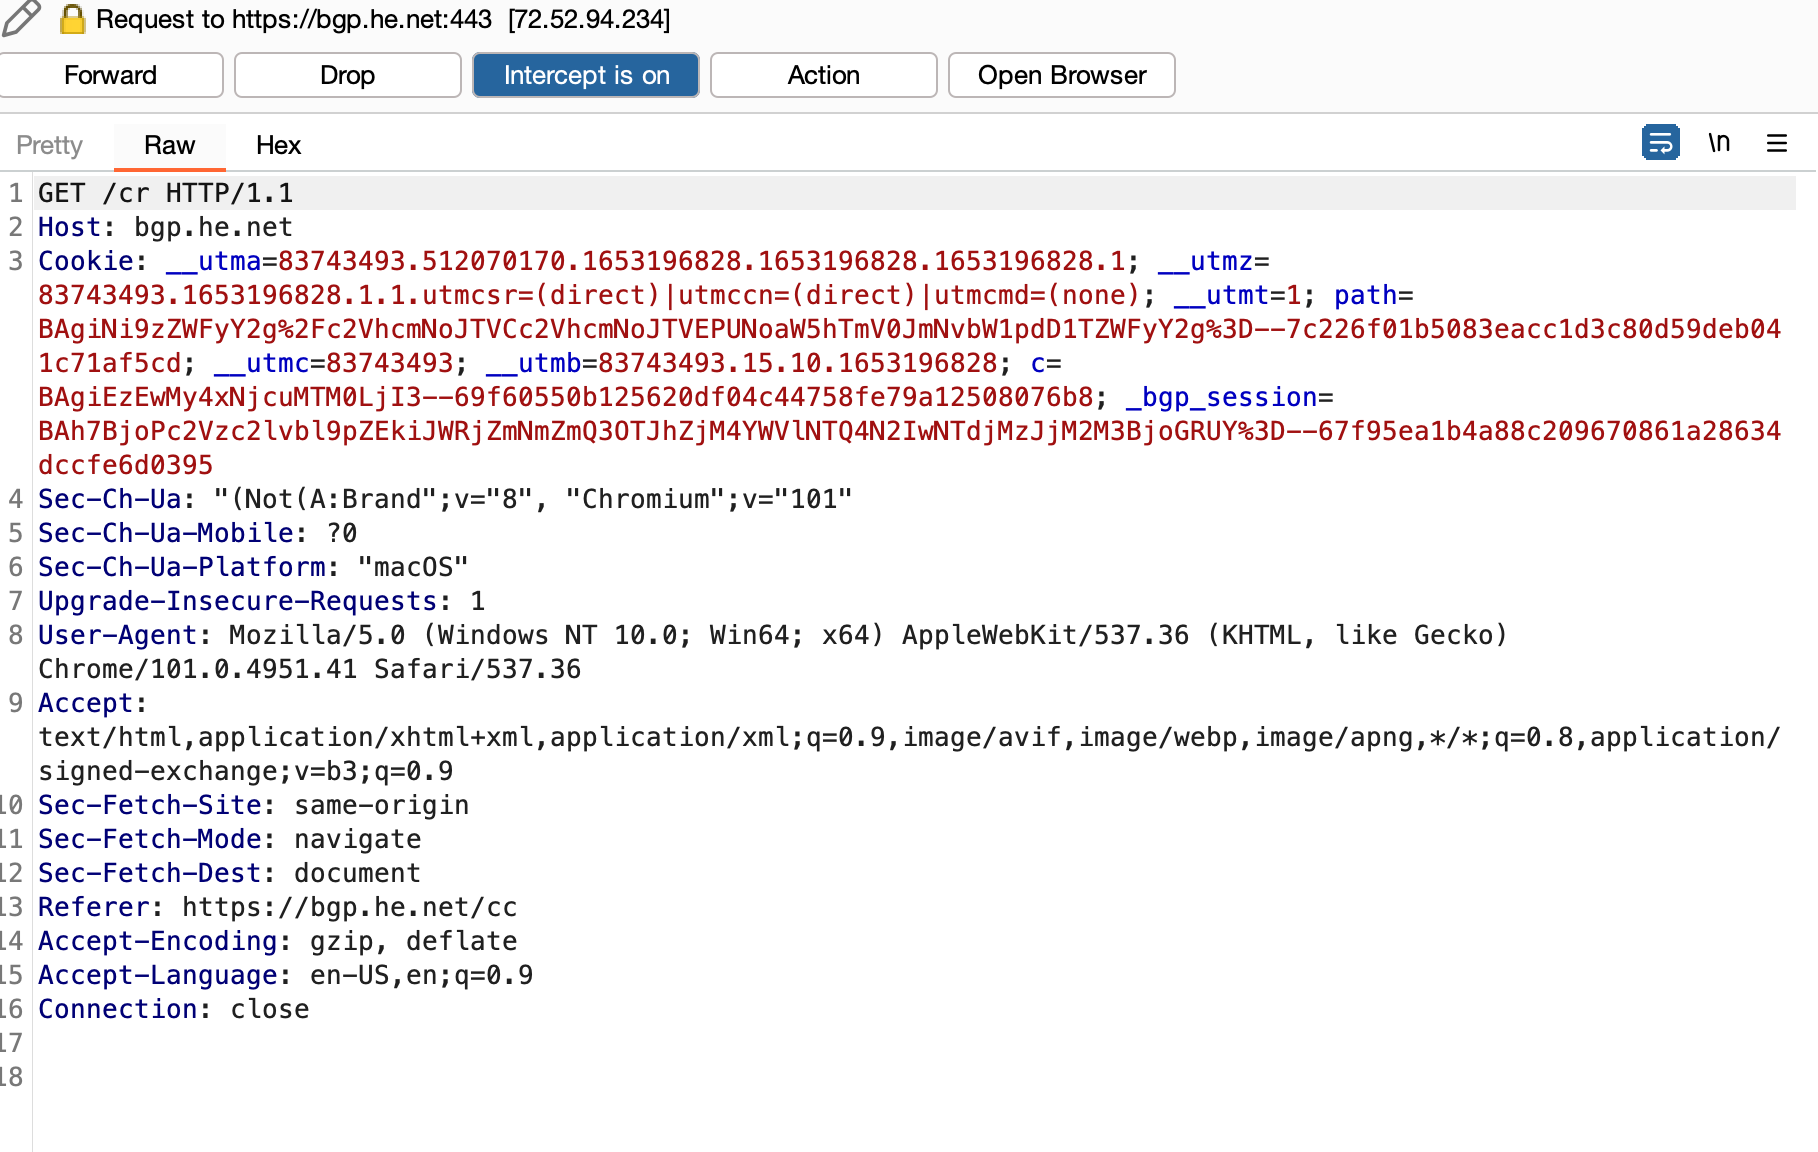 Request to https://bgp.he.net:443 [72.52.94.234]
Forward Drop Intercept is on Action Open Browser
Pretty Raw Hex \n
1 GET /cr HTTP/1.1
2 Host: bgp.he.net
3 Cookie: __utma=83743493.512070170.1653196828.1653196828.1653196828.1; __utmz=
83743493.1653196828.1.1.utmcsr=(direct)|utmccn=(direct)|utmcmd=(none); __utmt=1; path=
BAgiNi9zZWFyY2g%2Fc2VhcmNoJTVCc2VhcmNoJTVEPUNoaW5hTmV0JmNvbW1pdD1TZWFyY2g%3D--7c226f01b5083eacc1d3c80d59deb04
1c71af5cd; __utmc=83743493; __utmb=83743493.15.10.1653196828; c=
BAgiEzEwMy4xNjcuMTM0LjI3--69f60550b125620df04c44758fe79a12508076b8; _bgp_session=
BAh7BjoPc2Vzc2lvbl9pZEkiJWRjZmNmZmQ3OTJhZjM4YWVlNTQ4N2IwNTdjMzJjM2M3BjoGRUY%3D--67f95ea1b4a88c209670861a28634
dccfe6d0395
4 Sec-Ch-Ua: "(Not(A:Brand";v="8", "Chromium";v="101"
5 Sec-Ch-Ua-Mobile: ?0
6 Sec-Ch-Ua-Platform: "macOS"
7 Upgrade-Insecure-Requests: 1
8 User-Agent: Mozilla/5.0 (Windows NT 10.0; Win64; x64) AppleWebKit/537.36 (KHTML, like Gecko)
Chrome/101.0.4951.41 Safari/537.36
9 Accept:
text/html,application/xhtml+xml,application/xml;q=0.9,image/avif,image/webp,image/apng,*/*;q=0.8,application/
signed-exchange;v=b3;q=0.9
10 Sec-Fetch-Site: same-origin
11 Sec-Fetch-Mode: navigate
12 Sec-Fetch-Dest: document
13 Referer: https://bgp.he.net/cc
14 Accept-Encoding: gzip, deflate
15 Accept-Language: en-US,en;q=0.9
16 Connection: close
17
18